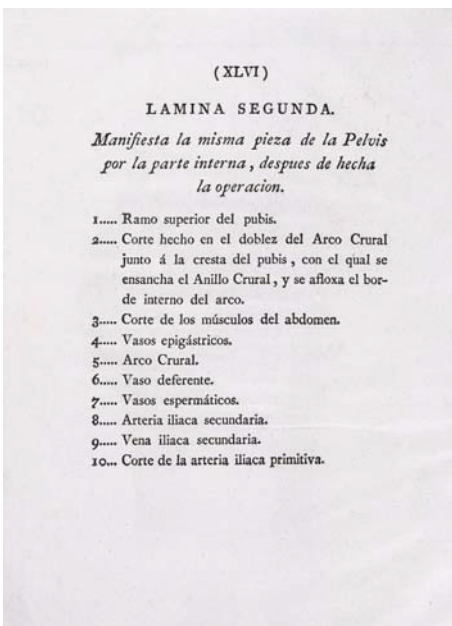 (XLVI)
LAMINA SEGUNDA.
Manifiesta la misma pieza de la Pelvis
por la parte interna, despues de hecha
la operacion.
1..... Ramo superior del pubis.
2..... Corte hecho en el doblez del Arco Crural
junto á la cresta del pubis, con el qual se
ensancha el Anillo Crural, y se afloxa el bor-
de interno del arco.
3..... Corte de los músculos del abdomen.
4..... Vasos epigástricos.
5..... Arco Crural.
6..... Vaso deferente.
7..... Vasos espermáticos.
8..... Arteria iliaca secundaria.
9..... Vena iliaca secundaria.
10... Corte de la arteria iliaca primitiva.